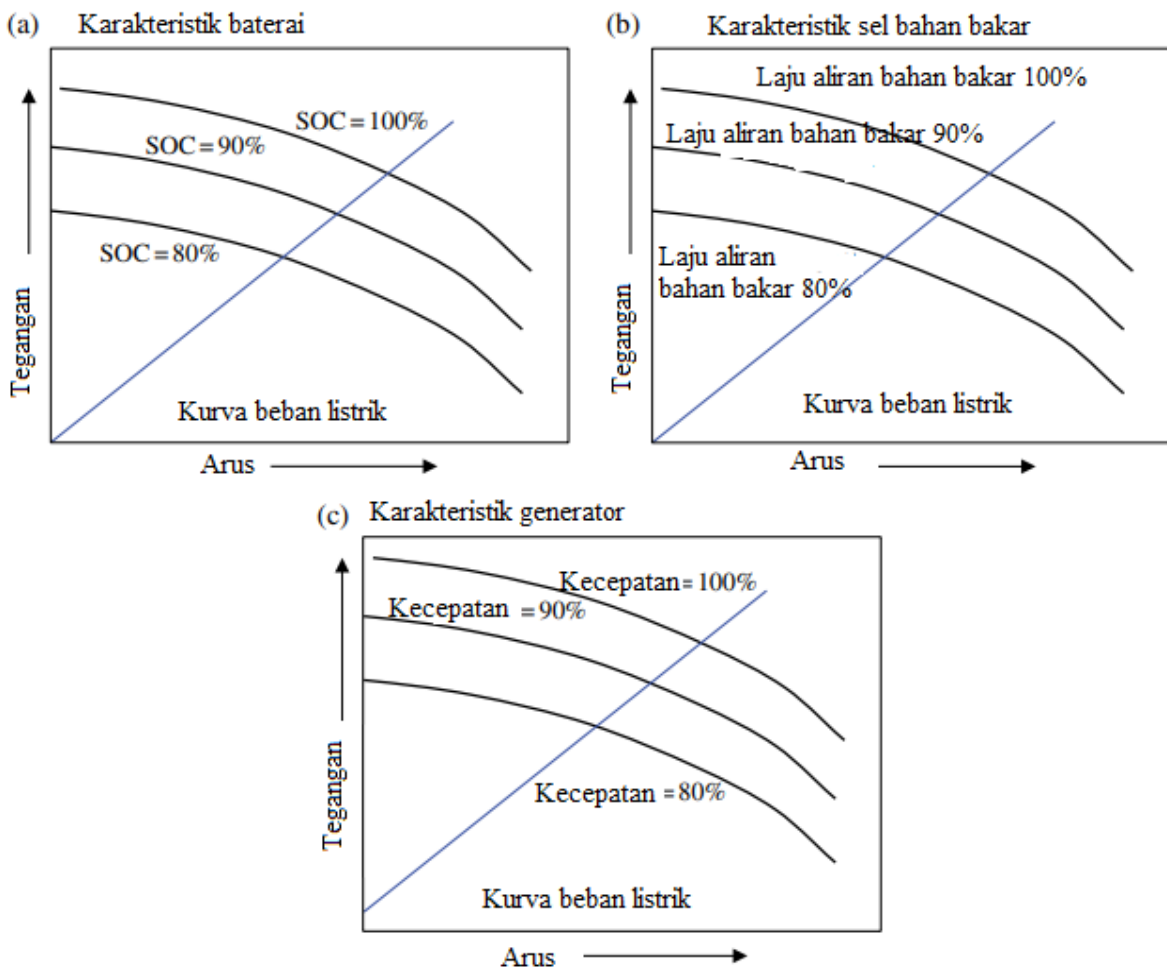 (a) Karakteristik baterai
SOC = 100%
SOC = 90%
SOC = 80%
Tegangan
Kurva beban listrik
Arus
(b) Karakteristik sel bahan bakar
Laju aliran bahan bakar 100%
Laju aliran bahan bakar 90%
Laju aliran
bahan bakar 80%
Tegangan
Kurva beban listrik
Arus
(c) Karakteristik generator
Kecepatan = 100%
Kecepatan = 90%
Kecepatan = 80%
Tegangan
Kurva beban listrik
Arus